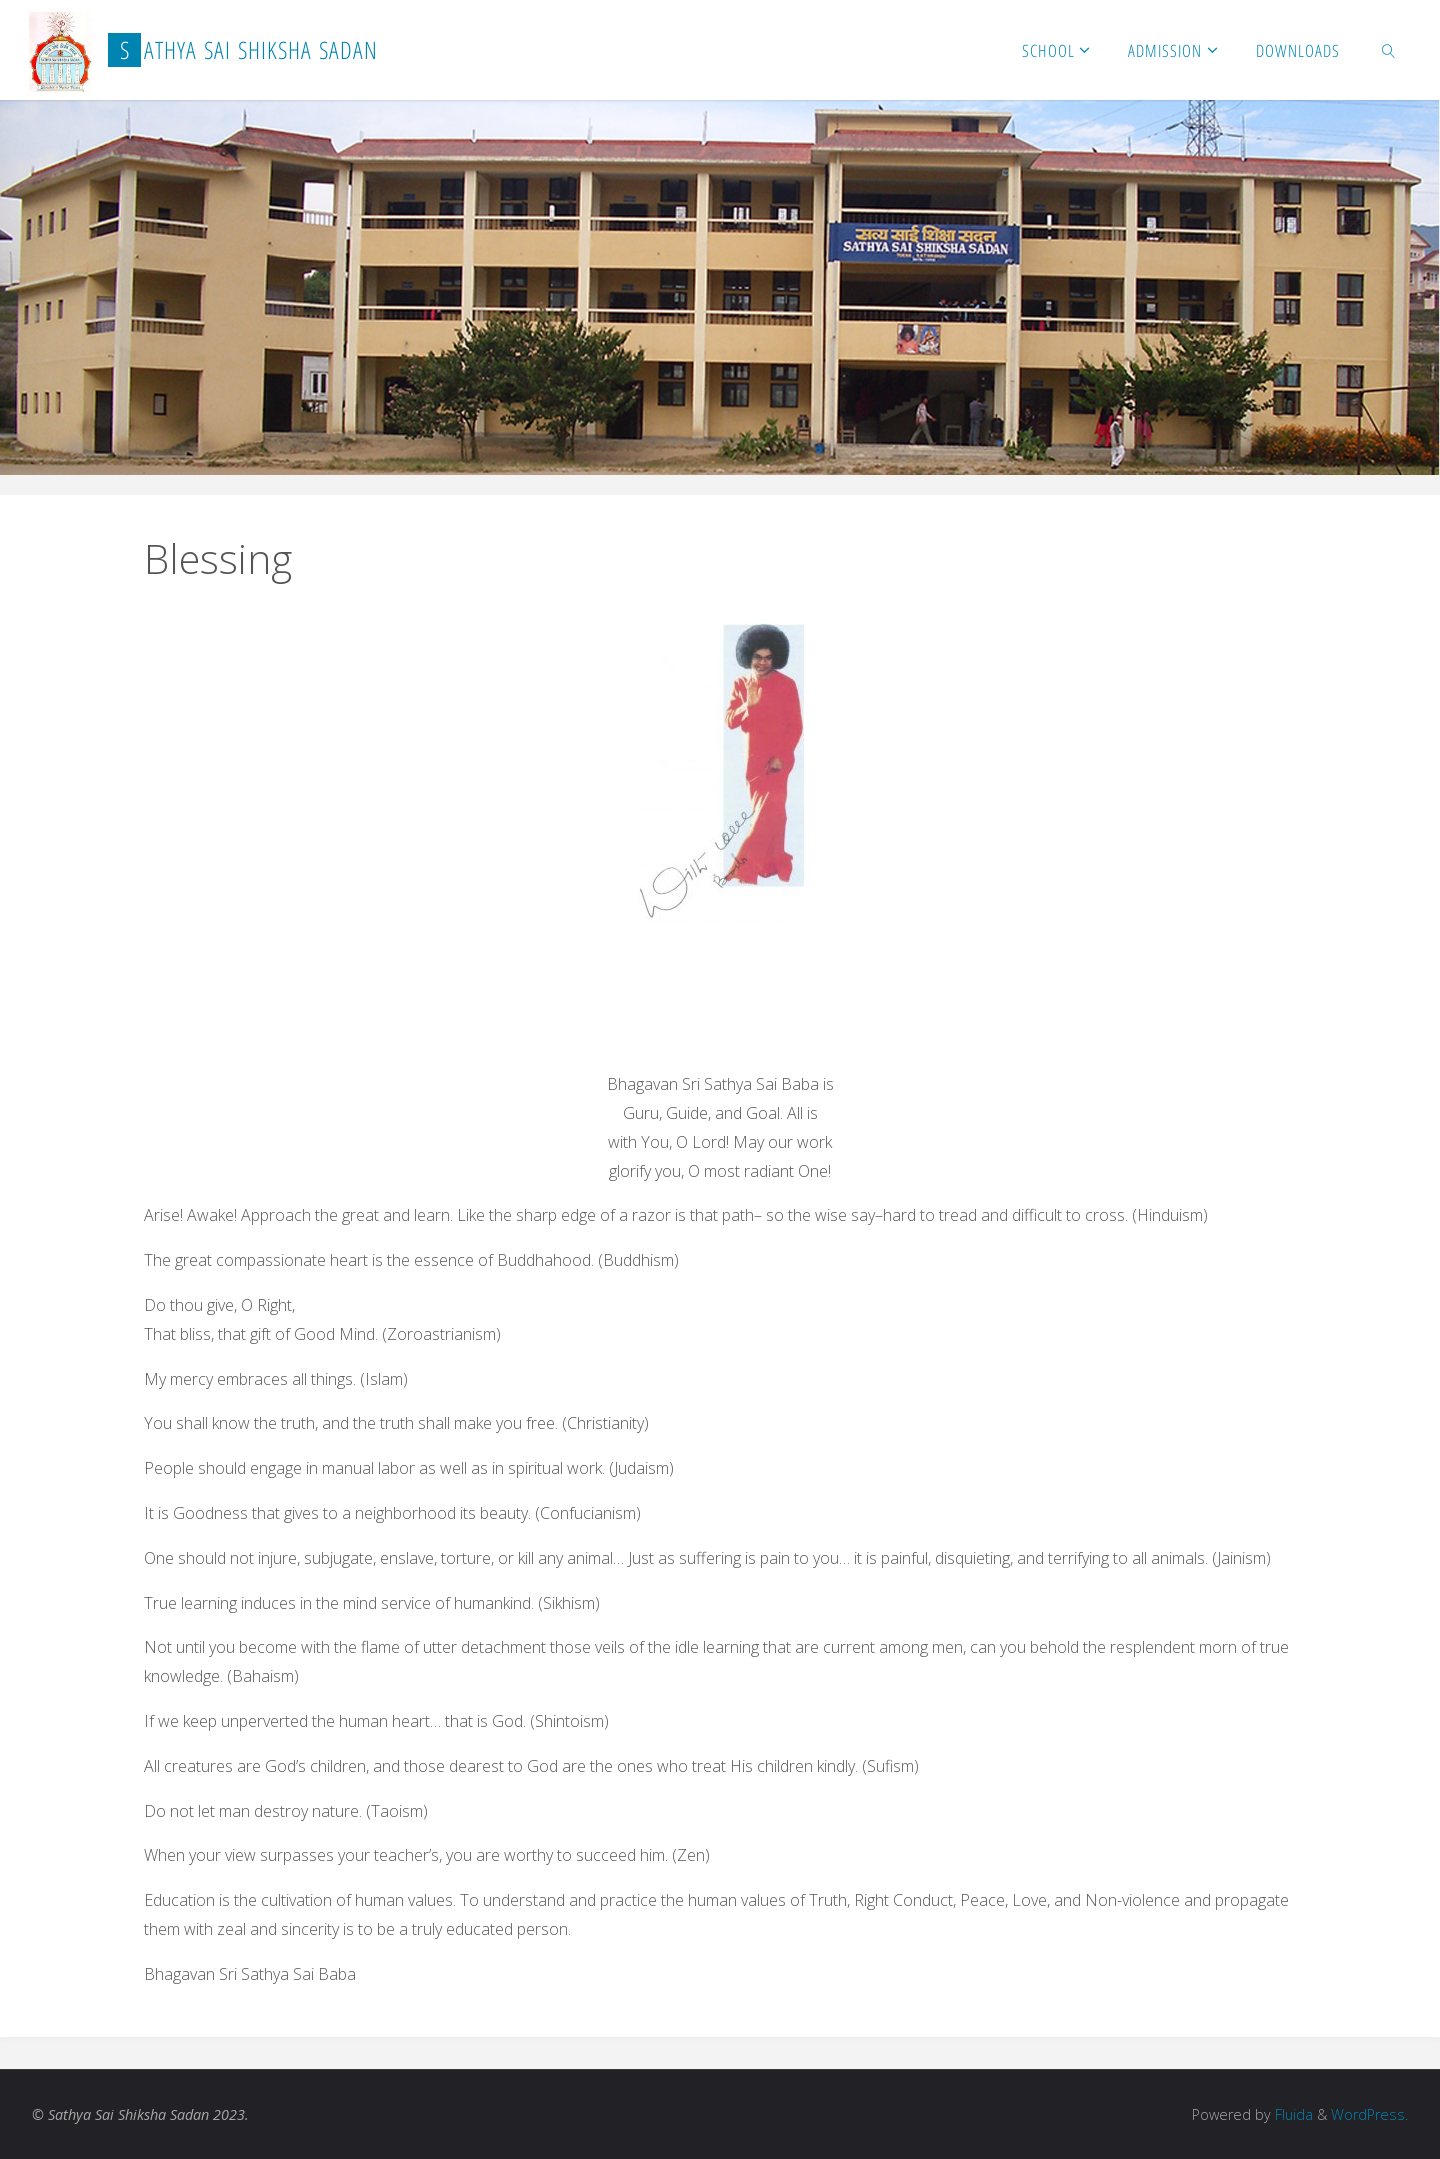 SATHYA SAI SHIKSHA SADAN
SCHOOL
ADMISSION
DOWNLOADS
सत्य साई शिक्षा सदन
SATHYA SAI SHIKSHA SADAN
Blessing
With love
Baba
Bhagavan Sri Sathya Sai Baba is
Guru, Guide, and Goal. All is
with You, O Lord! May our work
glorify you, O most radiant One!
Arise! Awake! Approach the great and learn. Like the sharp edge of a razor is that path– so the wise say–hard to tread and difficult to cross. (Hinduism)
The great compassionate heart is the essence of Buddhahood. (Buddhism)
Do thou give, O Right,
That bliss, that gift of Good Mind. (Zoroastrianism)
My mercy embraces all things. (Islam)
You shall know the truth, and the truth shall make you free. (Christianity)
People should engage in manual labor as well as in spiritual work. (Judaism)
It is Goodness that gives to a neighborhood its beauty. (Confucianism)
One should not injure, subjugate, enslave, torture, or kill any animal… Just as suffering is pain to you… it is painful, disquieting, and terrifying to all animals. (Jainism)
True learning induces in the mind service of humankind. (Sikhism)
Not until you become with the flame of utter detachment those veils of the idle learning that are current among men, can you behold the resplendent morn of true
knowledge. (Bahaism)
If we keep unperverted the human heart… that is God. (Shintoism)
All creatures are God’s children, and those dearest to God are the ones who treat His children kindly. (Sufism)
Do not let man destroy nature. (Taoism)
When your view surpasses your teacher’s, you are worthy to succeed him. (Zen)
Education is the cultivation of human values. To understand and practice the human values of Truth, Right Conduct, Peace, Love, and Non-violence and propagate
them with zeal and sincerity is to be a truly educated person.
Bhagavan Sri Sathya Sai Baba
© Sathya Sai Shiksha Sadan 2023.
Powered by Fluida & WordPress.